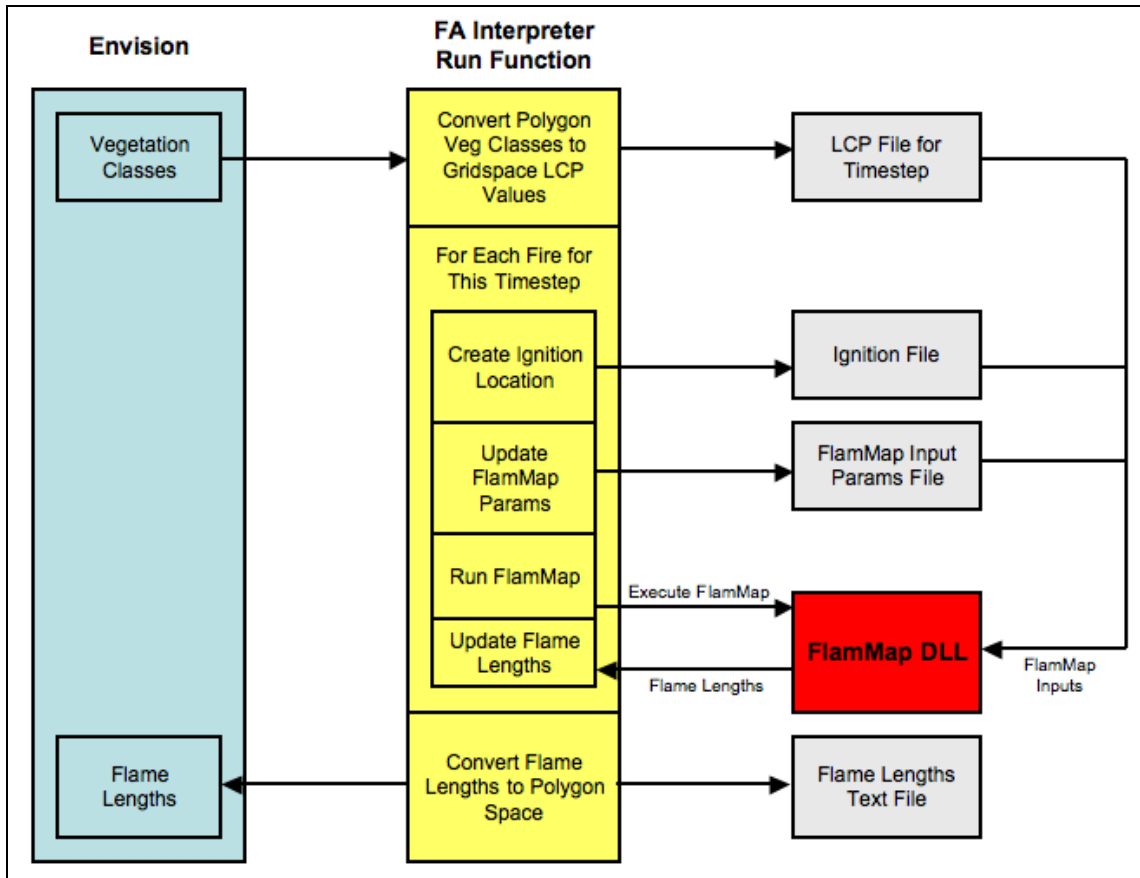 Envision
FA Interpreter
Run Function
Vegetation
Classes
Convert Polygon
Veg Classes to
Gridspace LCP
Values
LCP File for
Timestep
For Each Fire for
This Timestep
Create Ignition
Location
Ignition File
Update
FlamMap
Params
FlamMap Input
Params File
Run FlamMap
Execute FlamMap
Update Flame
Lengths
Flame Lengths
FlamMap DLL
FlamMap
Inputs
Flame
Lengths
Convert Flame
Lengths to Polygon
Space
Flame Lengths
Text File